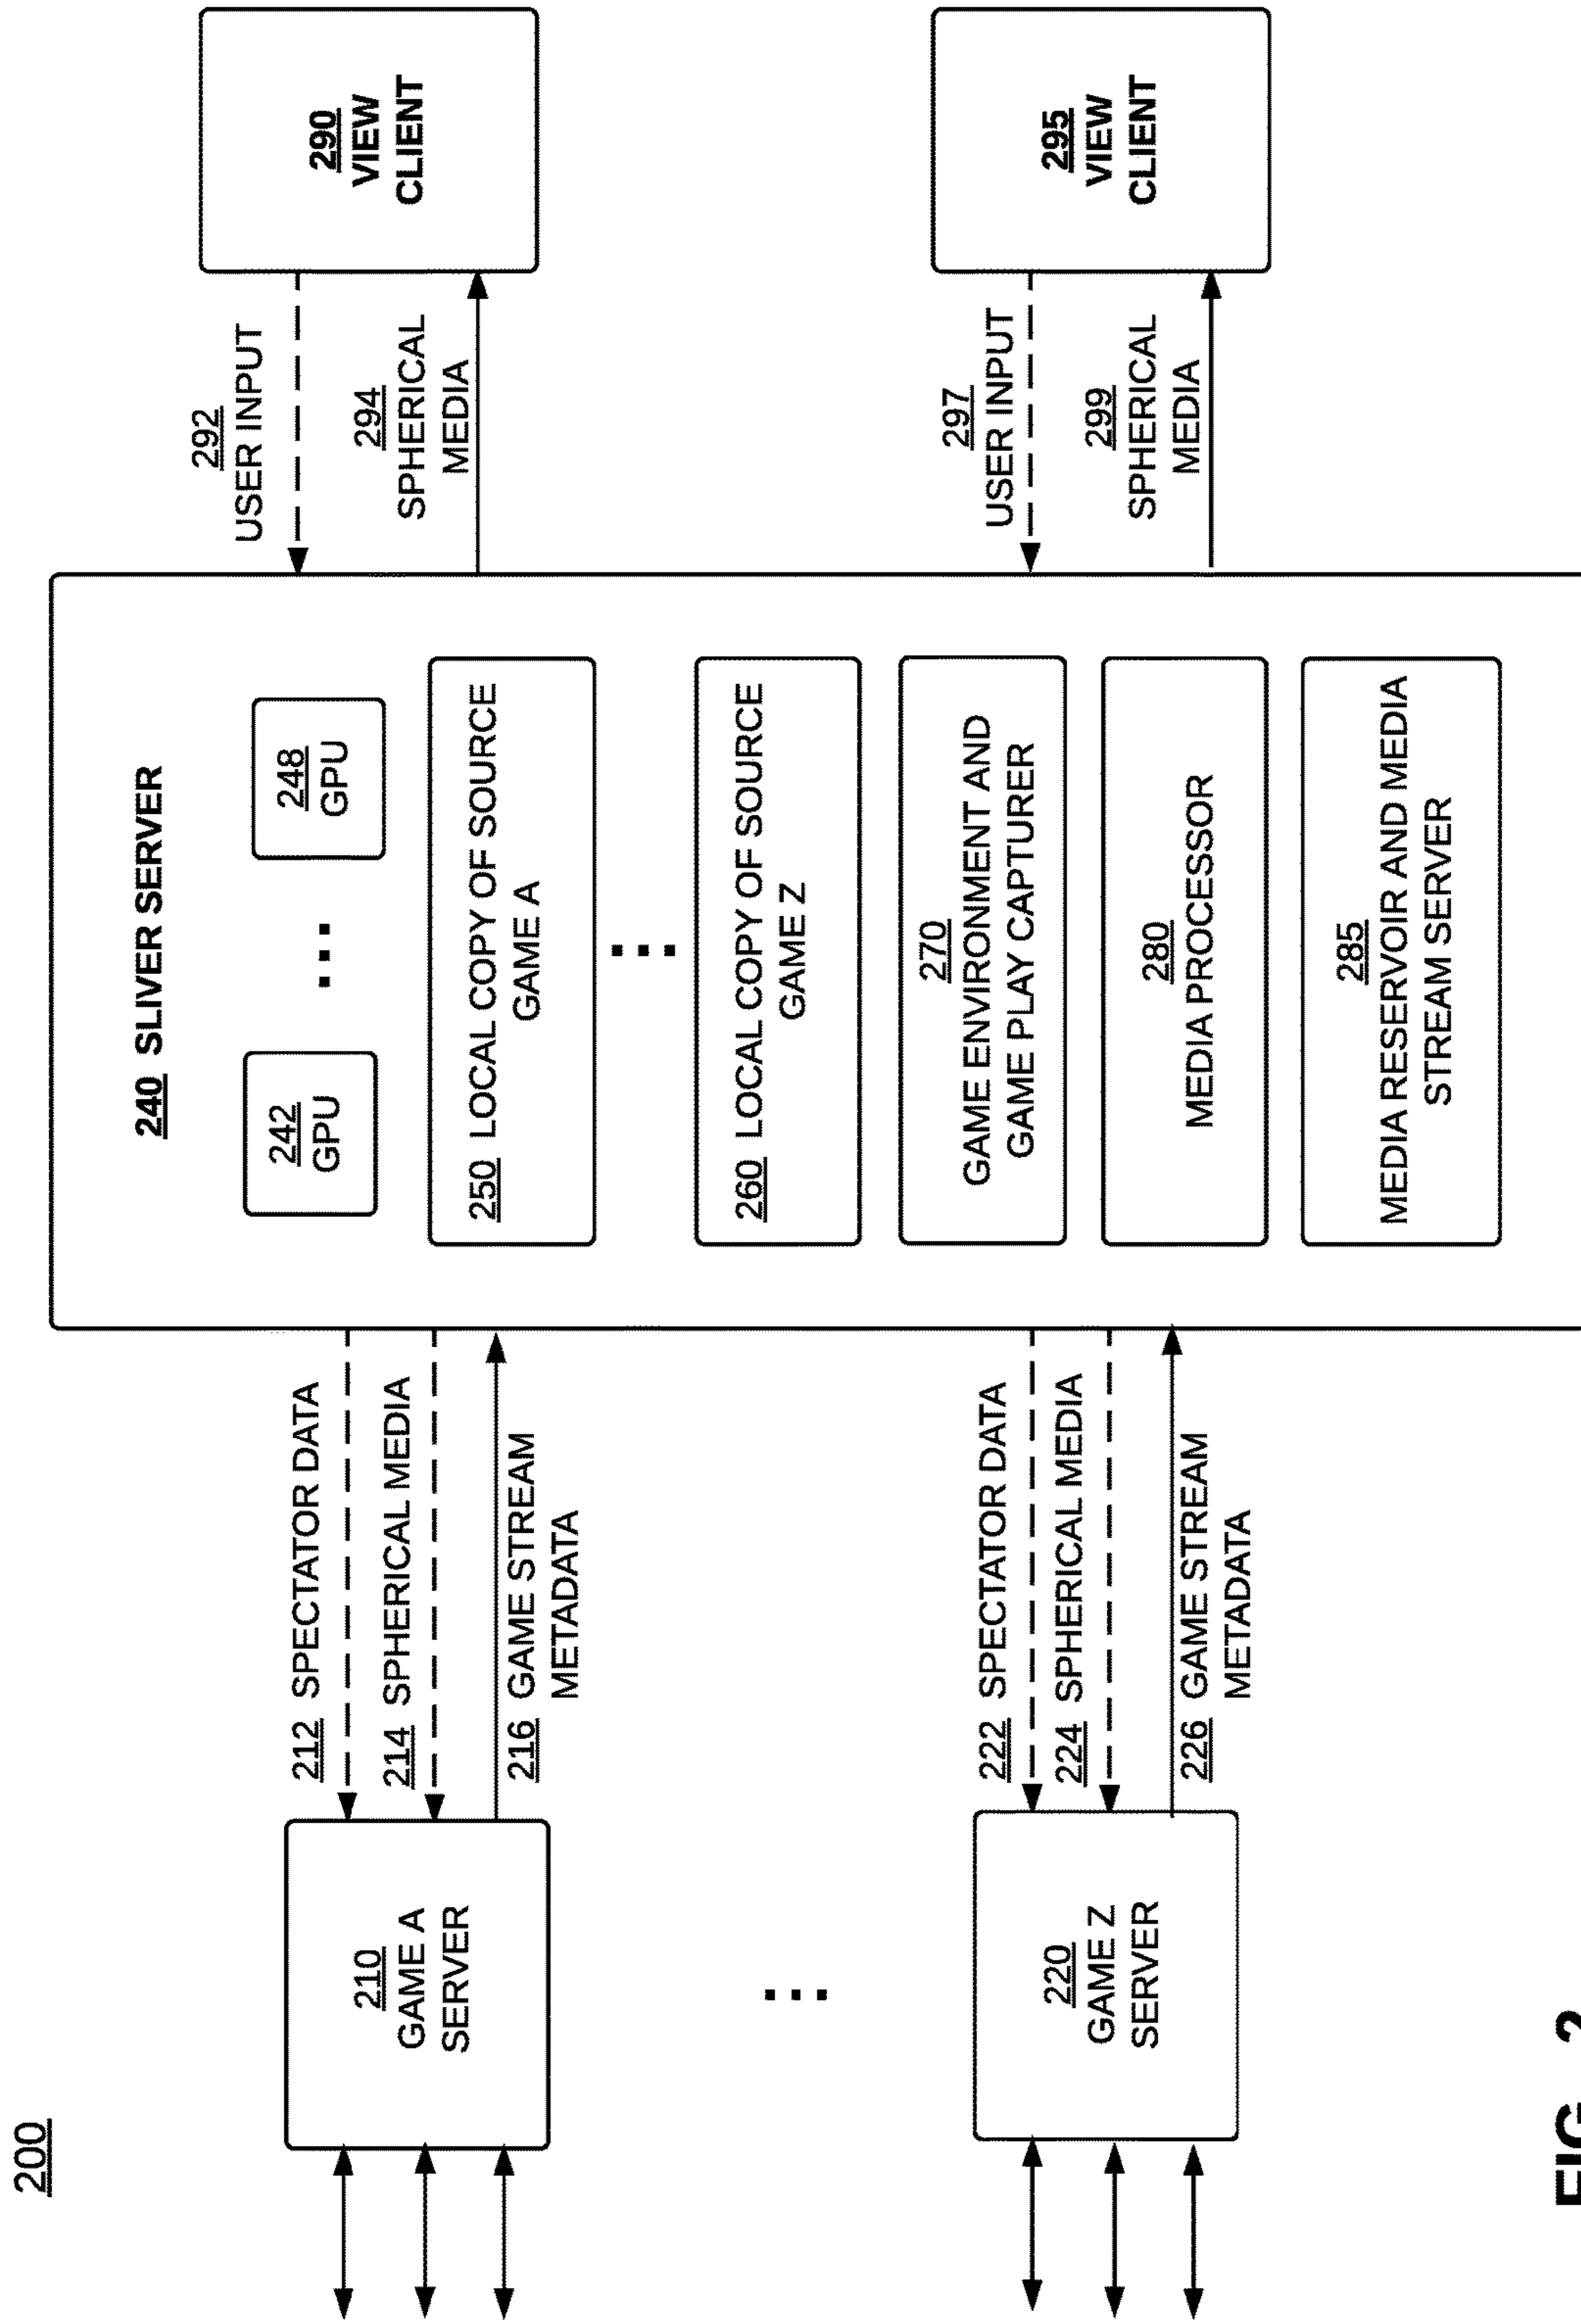 200
210
GAME A
SERVER
220
GAME Z
SERVER
212 SPECTATOR DATA
214 SPHERICAL MEDIA
216 GAME STREAM
METADATA
222 SPECTATOR DATA
224 SPHERICAL MEDIA
226 GAME STREAM
METADATA
240 SLIVER SERVER
242
GPU
248
GPU
250 LOCAL COPY OF SOURCE
GAME A
260 LOCAL COPY OF SOURCE
GAME Z
270
GAME ENVIRONMENT AND
GAME PLAY CAPTURER
280
MEDIA PROCESSOR
285
MEDIA RESERVOIR AND MEDIA
STREAM SERVER
292
USER INPUT
294
SPHERICAL
MEDIA
297
USER INPUT
299
SPHERICAL
MEDIA
290
VIEW
CLIENT
295
VIEW
CLIENT
FIG. 2